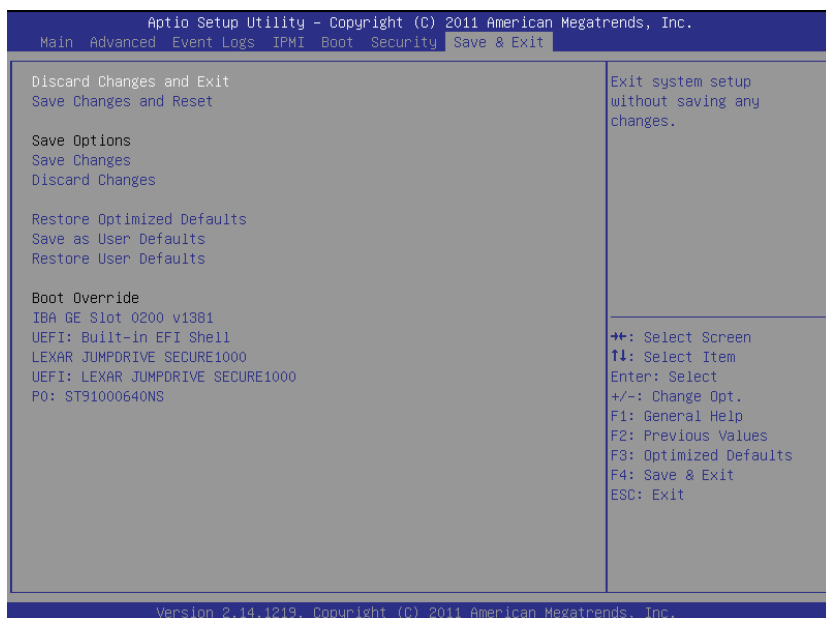 Aptio Setup Utility – Copyright (C) 2011 American Megatrends, Inc.
Main Advanced Event Logs IPMI Boot Security Save & Exit
Discard Changes and Exit
Save Changes and Reset
Save Options
Save Changes
Discard Changes
Restore Optimized Defaults
Save as User Defaults
Restore User Defaults
Boot Override
IBA GE Slot 0200 v1381
UEFI: Built-in EFI Shell
LEXAR JUMPDRIVE SECURE1000
UEFI: LEXAR JUMPDRIVE SECURE1000
P0: ST91000640NS
Exit system setup
without saving any
changes.
→←: Select Screen
↑↓: Select Item
Enter: Select
+/-: Change Opt.
F1: General Help
F2: Previous Values
F3: Optimized Defaults
F4: Save & Exit
ESC: Exit
Version 2.14.1219. Copyright (C) 2011 American Megatrends, Inc.